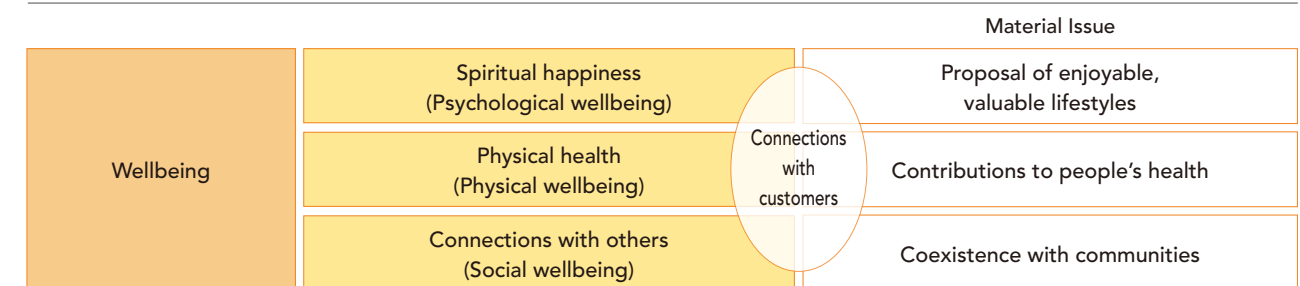 Material Issue
Wellbeing
Spiritual happiness
(Psychological wellbeing)
Physical health
(Physical wellbeing)
Connections with others
(Social wellbeing)
Connections
with
customers
Proposal of enjoyable,
valuable lifestyles
Contributions to people’s health
Coexistence with communities